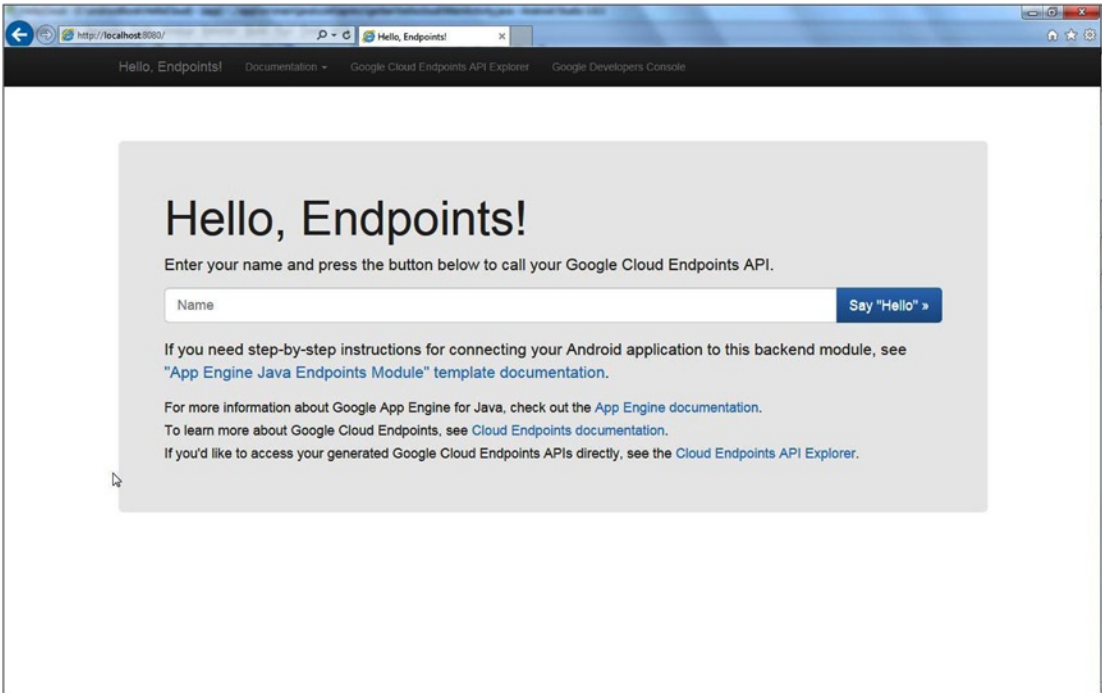 http://localhost:8080/
Hello, Endpoints!
Hello, Endpoints! Documentation Google Cloud Endpoints API Explorer Google Developers Console
Hello, Endpoints!
Enter your name and press the button below to call your Google Cloud Endpoints API.
Name
Say "Hello" »
If you need step-by-step instructions for connecting your Android application to this backend module, see
"App Engine Java Endpoints Module" template documentation.
For more information about Google App Engine for Java, check out the App Engine documentation.
To learn more about Google Cloud Endpoints, see Cloud Endpoints documentation.
If you'd like to access your generated Google Cloud Endpoints APIs directly, see the Cloud Endpoints API Explorer.